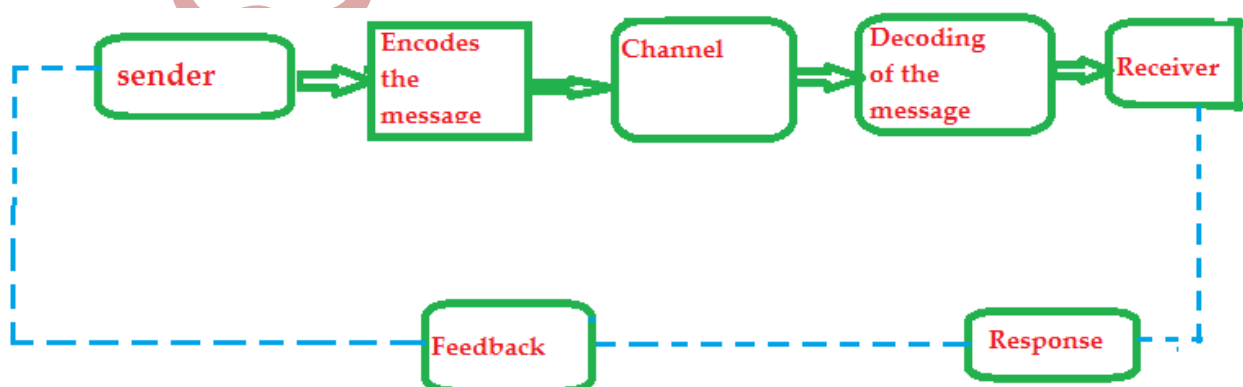 sender
Encodes
the
message
Channel
Decoding
of the
message
Receiver
Feedback
Response